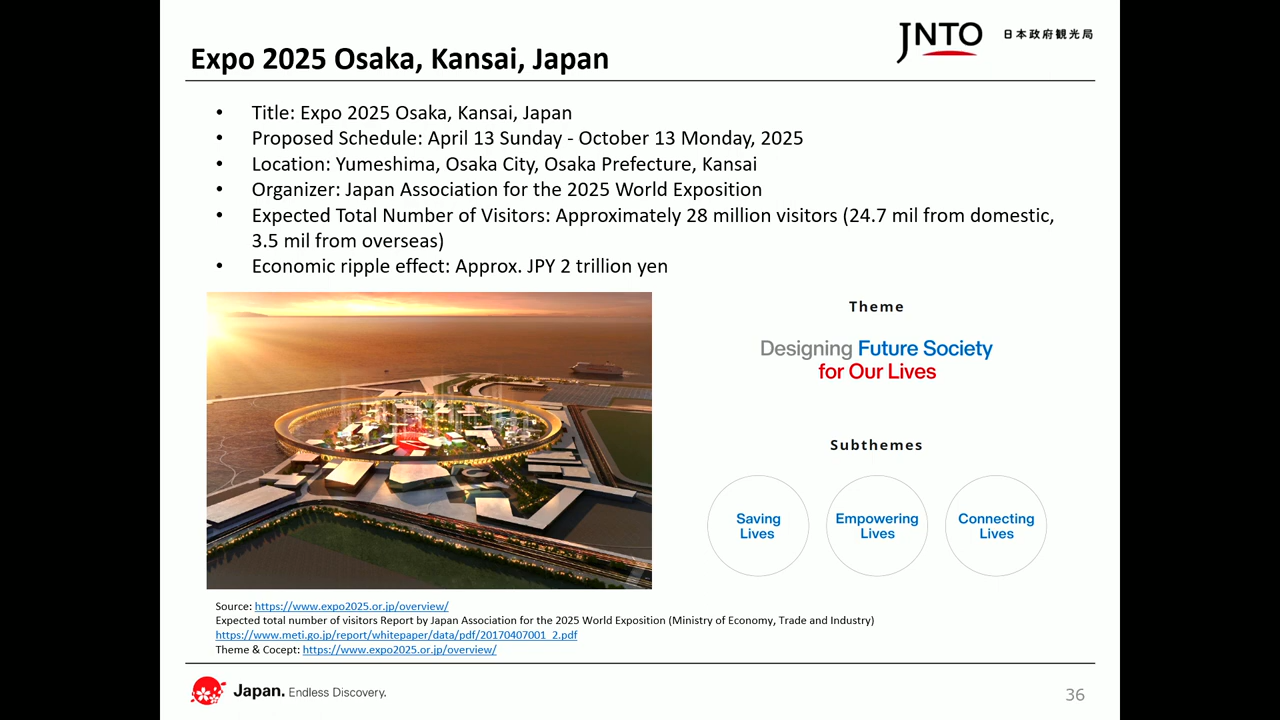 JNTO 日本政府観光局
Expo 2025 Osaka, Kansai, Japan
• Title: Expo 2025 Osaka, Kansai, Japan
• Proposed Schedule: April 13 Sunday - October 13 Monday, 2025
• Location: Yumeshima, Osaka City, Osaka Prefecture, Kansai
• Organizer: Japan Association for the 2025 World Exposition
• Expected Total Number of Visitors: Approximately 28 million visitors (24.7 mil from domestic,
3.5 mil from overseas)
• Economic ripple effect: Approx. JPY 2 trillion yen
Theme
Designing Future Society
for Our Lives
Subthemes
Saving
Lives
Empowering
Lives
Connecting
Lives
Source: https://www.expo2025.or.jp/overview/
Expected total number of visitors Report by Japan Association for the 2025 World Exposition (Ministry of Economy, Trade and Industry)
https://www.meti.go.jp/report/whitepaper/data/pdf/20170407001_2.pdf
Theme & Cocept: https://www.expo2025.or.jp/overview/
Japan. Endless Discovery.
36